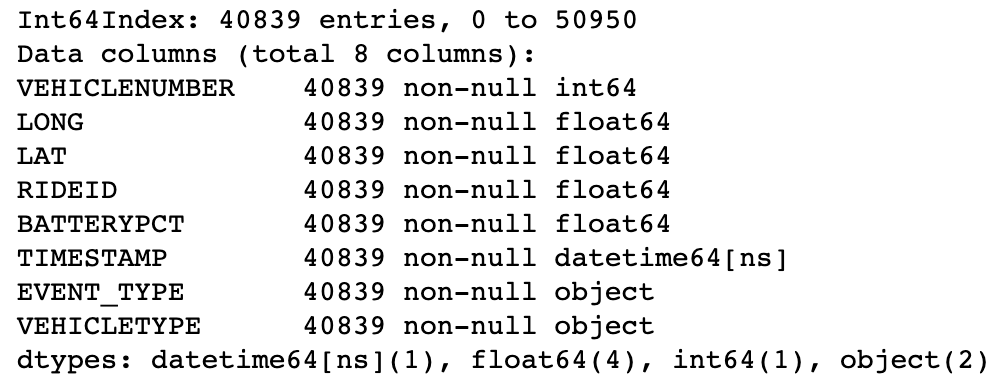 Int64Index: 40839 entries, 0 to 50950
Data columns (total 8 columns):
VEHICLENUMBER    40839 non-null int64
LONG             40839 non-null float64
LAT              40839 non-null float64
RIDEID           40839 non-null float64
BATTERYPCT       40839 non-null float64
TIMESTAMP        40839 non-null datetime64[ns]
EVENT_TYPE       40839 non-null object
VEHICLETYPE      40839 non-null object
dtypes: datetime64[ns](1), float64(4), int64(1), object(2)